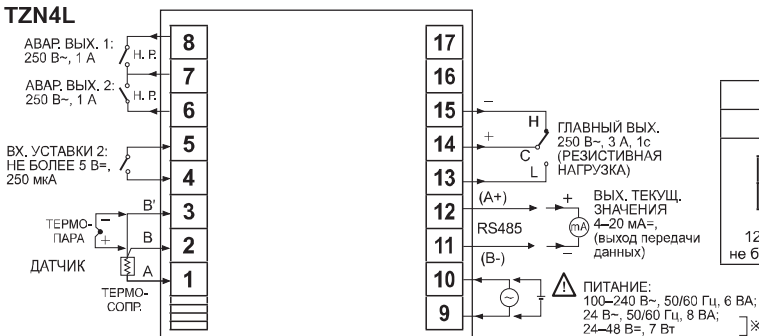 TZN4L
АВАР. ВЫХ. 1:
250 В~, 1 А
Н. Р.
АВАР. ВЫХ. 2:
250 В~, 1 А
Н. Р.
ВХ. УСТАВКИ 2:
НЕ БОЛЕЕ 5 В=,
250 мкА
ТЕРМО-
ПАРА
− +
B'
B
A
ДАТЧИК
ТЕРМО-
СОПР.
8
7
6
5
4
3
2
1
17
16
15
14
13
12
11
10
9
−
+
H
C
L
ГЛАВНЫЙ ВЫХ.
250 В~, 3 А, 1с
(РЕЗИСТИВНАЯ
НАГРУЗКА)
(A+)
RS485
(B-)
+
mA
−
ВЫХ. ТЕКУЩ.
ЗНАЧЕНИЯ
4–20 мА=,
(выход передачи
данных)
~
ПИТАНИЕ:
100–240 В~, 50/60 Гц, 6 ВА;
24 В~, 50/60 Гц, 8 ВА;
24–48 В=, 7 Вт
※
12
не б